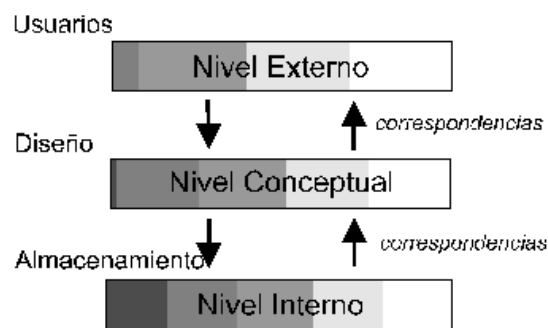 Usuarios
Nivel Externo
correspondencias
Diseño
Nivel Conceptual
correspondencias
Almacenamiento
Nivel Interno